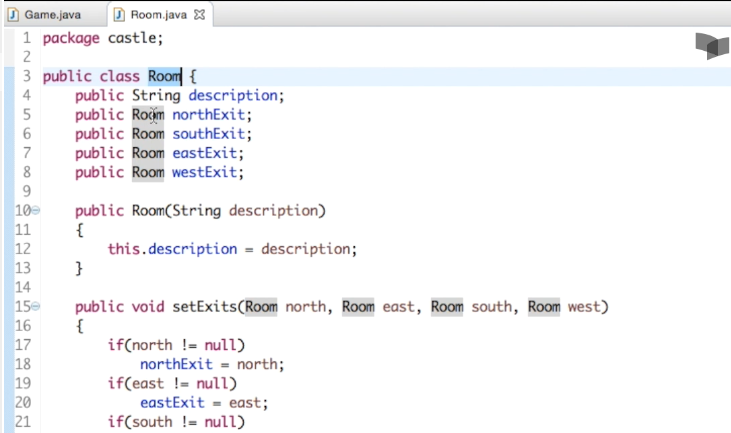 Game.java Room.java
1 package castle;
2
3 public class Room {
4 public String description;
5 public Room northExit;
6 public Room southExit;
7 public Room eastExit;
8 public Room westExit;
9
10 public Room(String description)
11 {
12 this.description = description;
13 }
14
15 public void setExits(Room north, Room east, Room south, Room west)
16 {
17 if(north != null)
18 northExit = north;
19 if(east != null)
20 eastExit = east;
21 if(south != null)